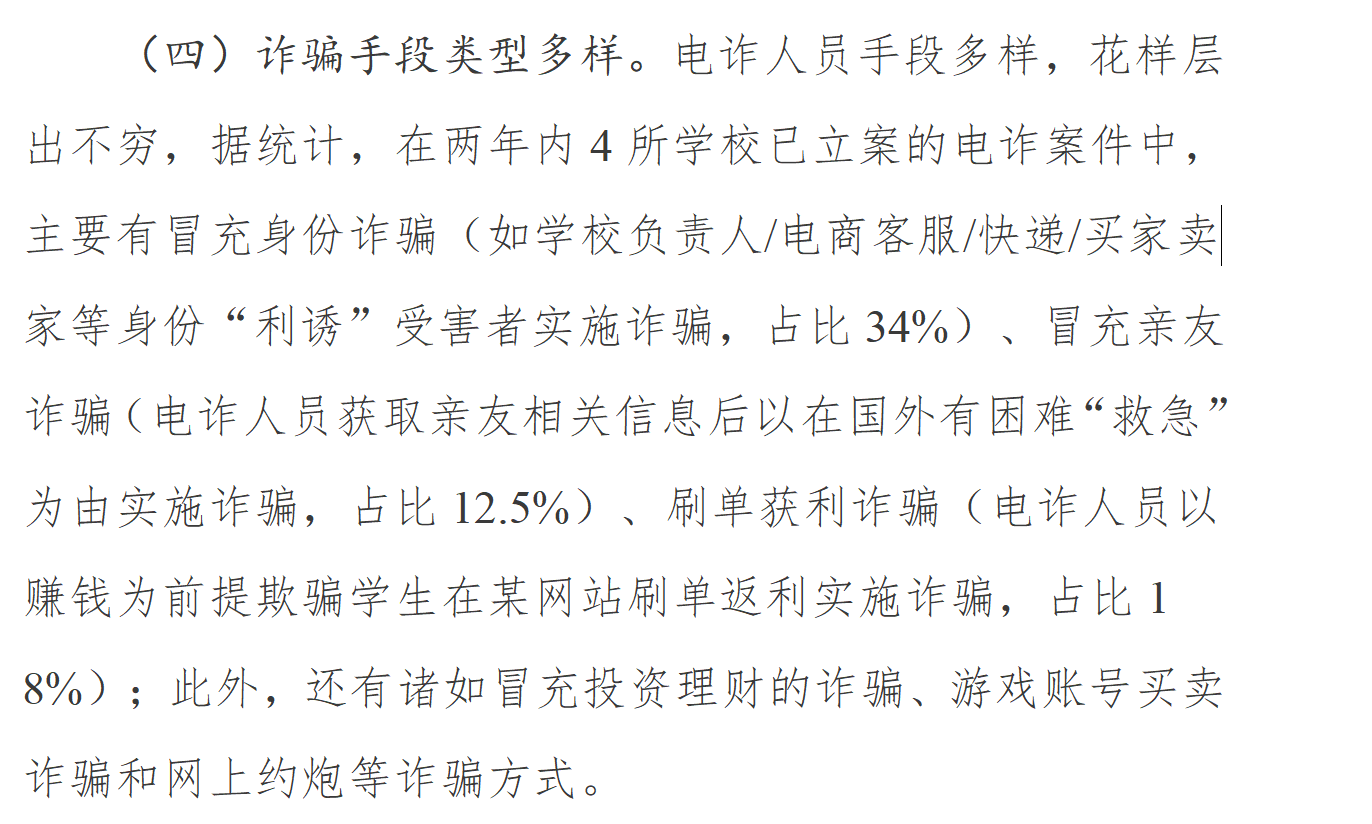 （四）诈骗手段类型多样。电诈人员手段多样，花样层
出不穷，据统计，在两年内 4 所学校已立案的电诈案件中，
主要有冒充身份诈骗（如学校负责人/电商客服/快递/买家卖
家等身份“利诱”受害者实施诈骗，占比 34%）、冒充亲友
诈骗（电诈人员获取亲友相关信息后以在国外有困难“救急”
为由实施诈骗，占比 12.5%）、刷单获利诈骗（电诈人员以
赚钱为前提欺骗学生在某网站刷单返利实施诈骗，占比 1
8%）；此外，还有诸如冒充投资理财的诈骗、游戏账号买卖
诈骗和网上约炮等诈骗方式。